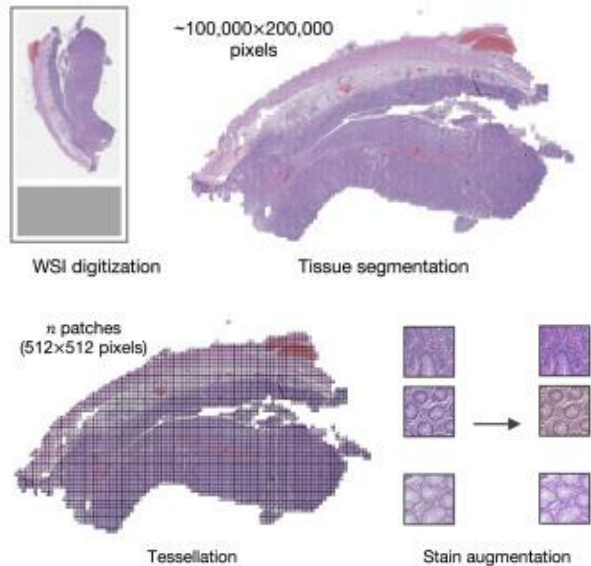 ~100,000×200,000
pixels
WSI digitization
Tissue segmentation
n patches
(512×512 pixels)
Tessellation
Stain augmentation